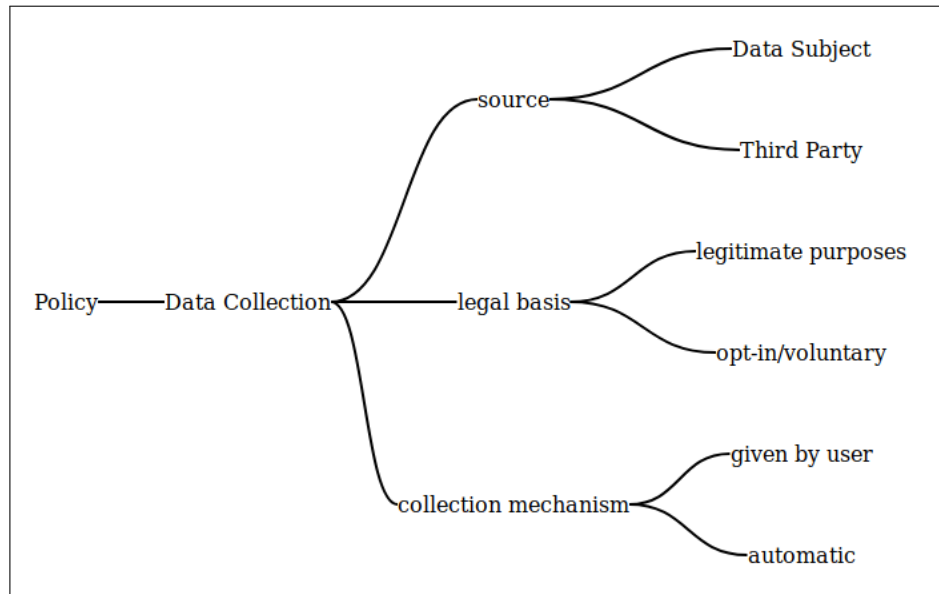 Data Subject
source
Third Party
legitimate purposes
Policy
Data Collection
legal basis
opt-in/voluntary
given by user
collection mechanism
automatic